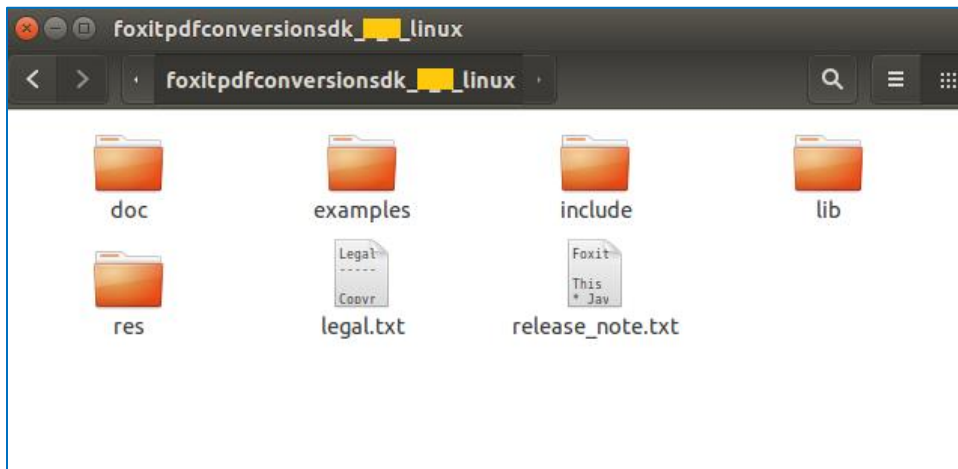 foxitpdfconversionsdk_ _ _linux
foxitpdfconversionsdk_ _ _linux
doc
examples
include
lib
res
Legal
-----
Copyr
legal.txt
Foxit
This
* Jav
release_note.txt